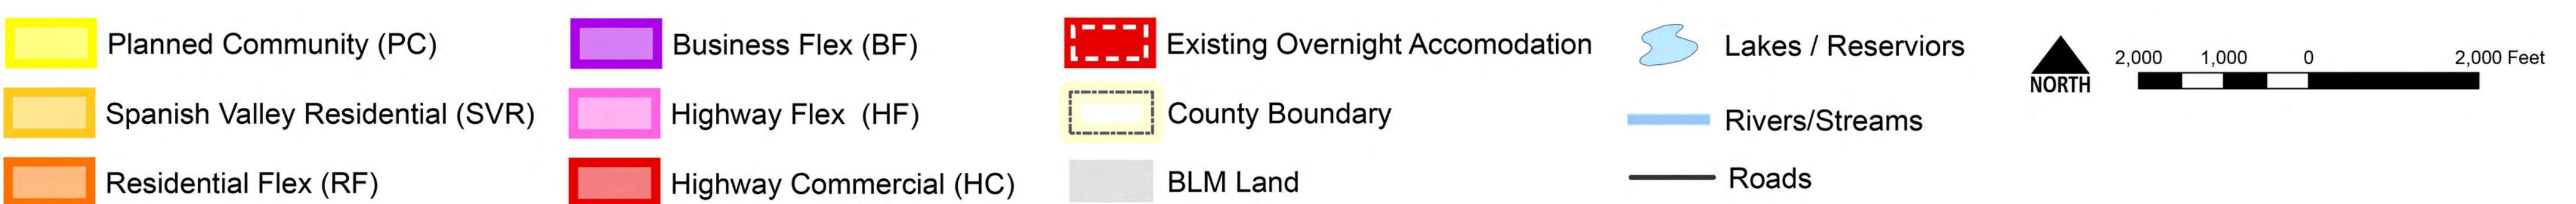 Planned Community (PC)
Spanish Valley Residential (SVR)
Residential Flex (RF)
Business Flex (BF)
Highway Flex (HF)
Highway Commercial (HC)
Existing Overnight Accomodation
County Boundary
BLM Land
Lakes / Reserviors
Rivers/Streams
Roads
NORTH
2,000 1,000 0 2,000 Feet